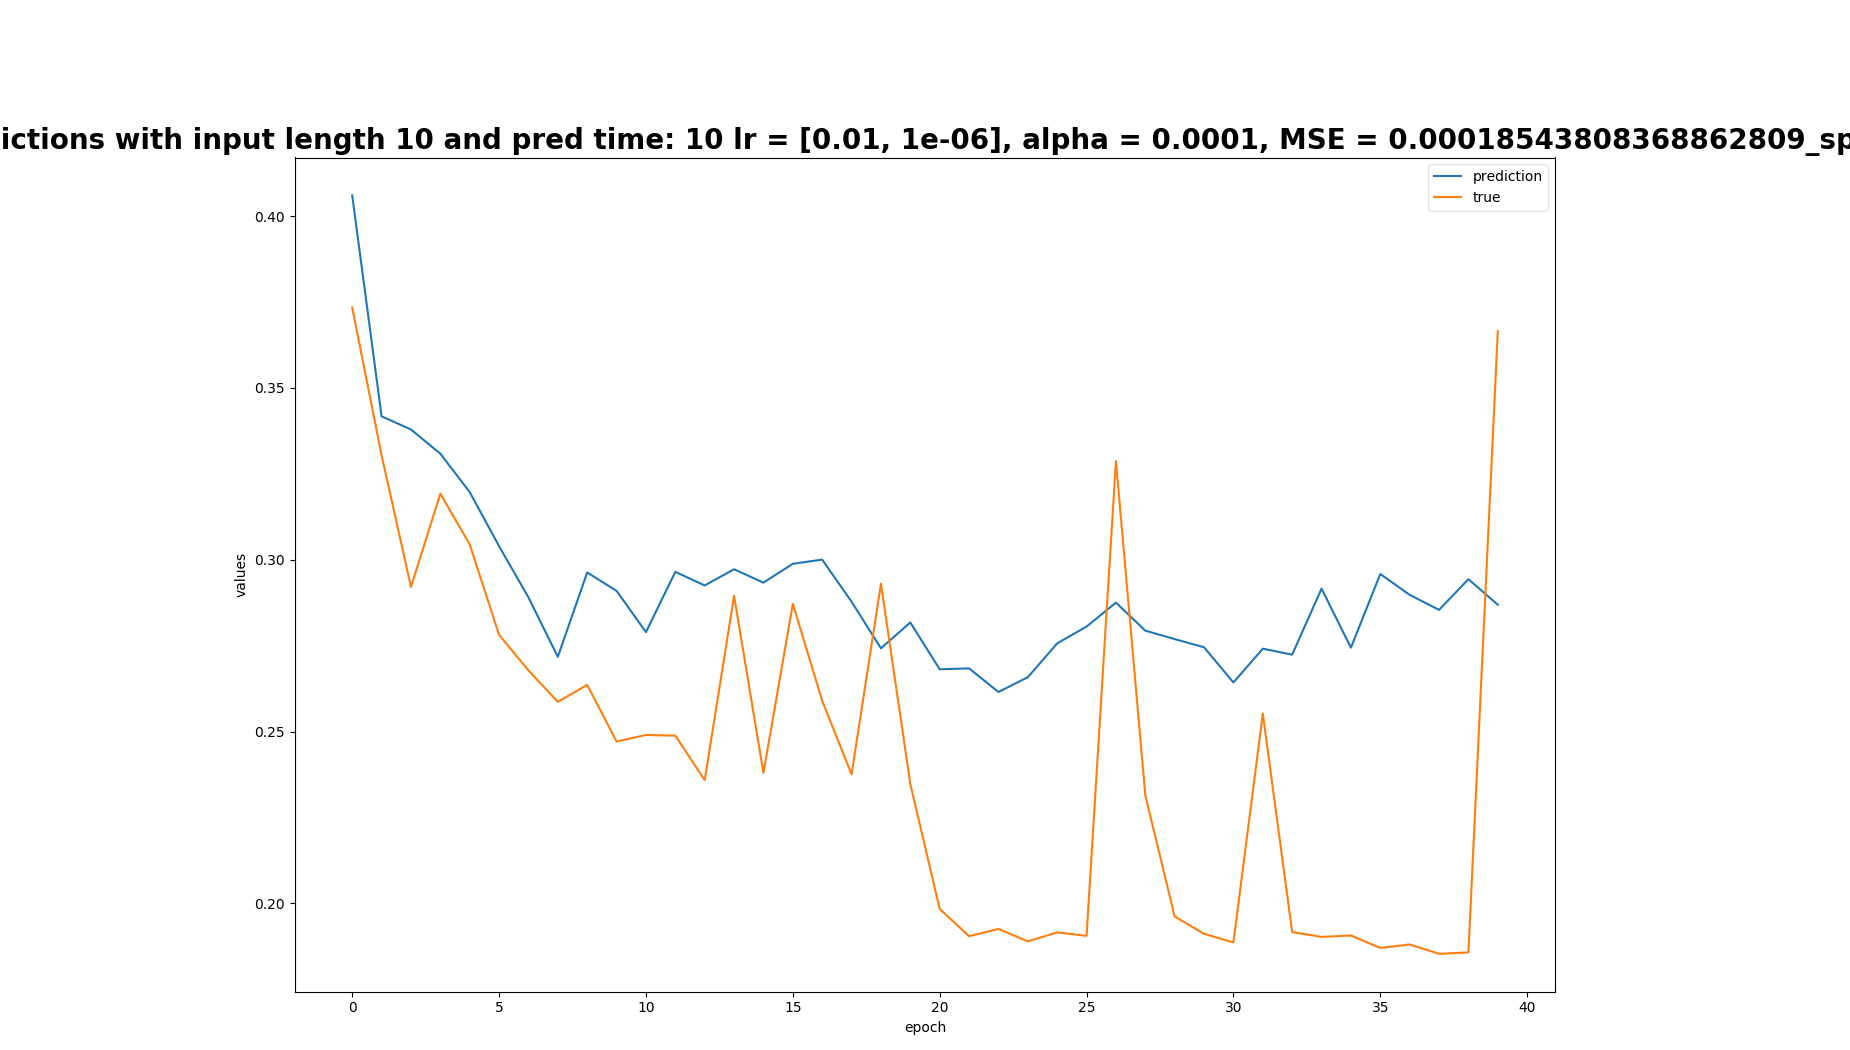 ictions with input length 10 and pred time: 10 lr = [0.01, 1e-06], alpha = 0.0001, MSE = 0.00018543808368862809_sp
prediction
true
0.40
0.35
0.30
0.25
0.20
values
0 5 10 15 20 25 30 35 40
epoch